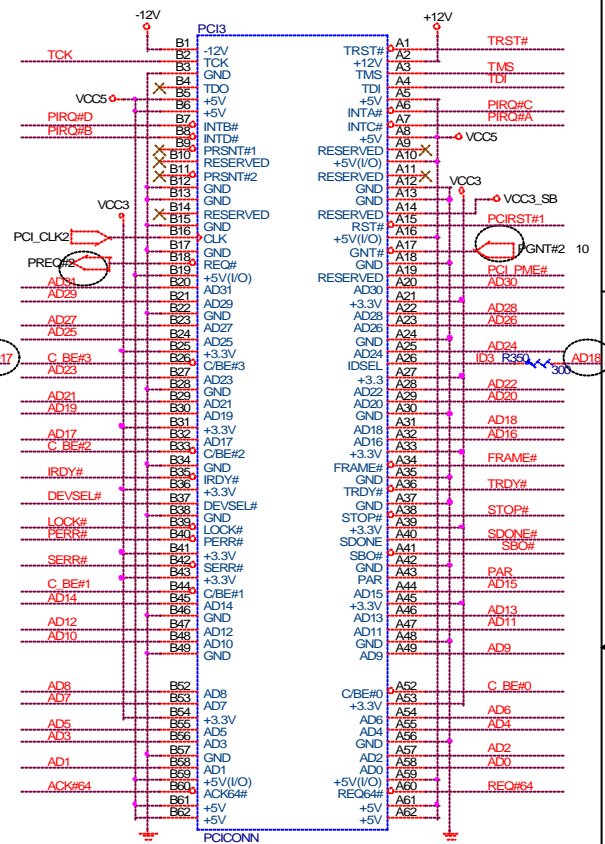 -12V +12V
PCI3
B1 -12V TRST# A1 TRST#
TCK B2 TCK +12V A2
B3 GND TMS A3 TMS
B4 TDO TDI A4 TDI
VCC5 B5 +5V +5V A5
B6 +5V INTA# A6 PIRQ#C
PIRQ#D B7 INTB# INTC# A7 PIRQ#A
PIRQ#B B8 INTD# +5V A8 VCC5
B9 PRSNT#1 RESERVED A9
B10 RESERVED +5V(I/O) A10
B11 PRSNT#2 RESERVED A11
B12 GND GND A12 VCC3
B13 GND GND A13
VCC3 B14 RESERVED RESERVED A14 VCC3_SB
B15 GND RST# A15 PCIRST#1
PCI_CLK2 B16 CLK +5V(I/O) A16
B17 GND GNT# A17 PGNT#2 10
PREQ#2 B18 REQ# GND A18
B19 +5V(I/O) RESERVED A19 PCI_PME#
AD31 B20 AD31 AD30 A20 AD30
AD29 B21 AD29 +3.3V A21
B22 GND AD28 A22 AD28
AD27 B23 AD27 AD26 A23 AD26
AD25 B24 AD25 GND A24
B25 +3.3V AD24 A25 AD24
17 C_BE#3 B26 C/BE#3 IDSEL A26 ID3 R350 300 AD18
AD23 B27 AD23 +3.3 A27
B28 GND AD22 A28 AD22
AD21 B29 AD21 AD20 A29 AD20
AD19 B30 AD19 GND A30
B31 +3.3V AD18 A31 AD18
AD17 B32 AD17 AD16 A32 AD16
C_BE#2 B33 C/BE#2 +3.3V A33
B34 GND FRAME# A34 FRAME#
IRDY# B35 IRDY# GND A35
B36 +3.3V TRDY# A36 TRDY#
DEVSEL# B37 DEVSEL# GND A37
B38 GND STOP# A38 STOP#
LOCK# B39 LOCK# +3.3V A39
PERR# B40 PERR# SDONE A40 SDONE#
B41 +3.3V SBO# A41 SBO#
SERR# B42 SERR# GND A42
B43 +3.3V PAR A43 PAR
C_BE#1 B44 C/BE#1 AD15 A44 AD15
AD14 B45 AD14 +3.3V A45
B46 GND AD13 A46 AD13
AD12 B47 AD12 AD11 A47 AD11
AD10 B48 AD10 GND A48
B49 GND AD9 A49 AD9
AD8 B52 AD8 C/BE#0 A52 C_BE#0
AD7 B53 AD7 +3.3V A53
B54 +3.3V AD6 A54 AD6
AD5 B55 AD5 AD4 A55 AD4
AD3 B56 AD3 GND A56
B57 GND AD2 A57 AD2
AD1 B58 AD1 AD0 A58 AD0
B59 +5V(I/O) +5V(I/O) A59
ACK#64 B60 ACK64# REQ64# A60 REQ#64
B61 +5V +5V A61
B62 +5V +5V A62
PCICONN